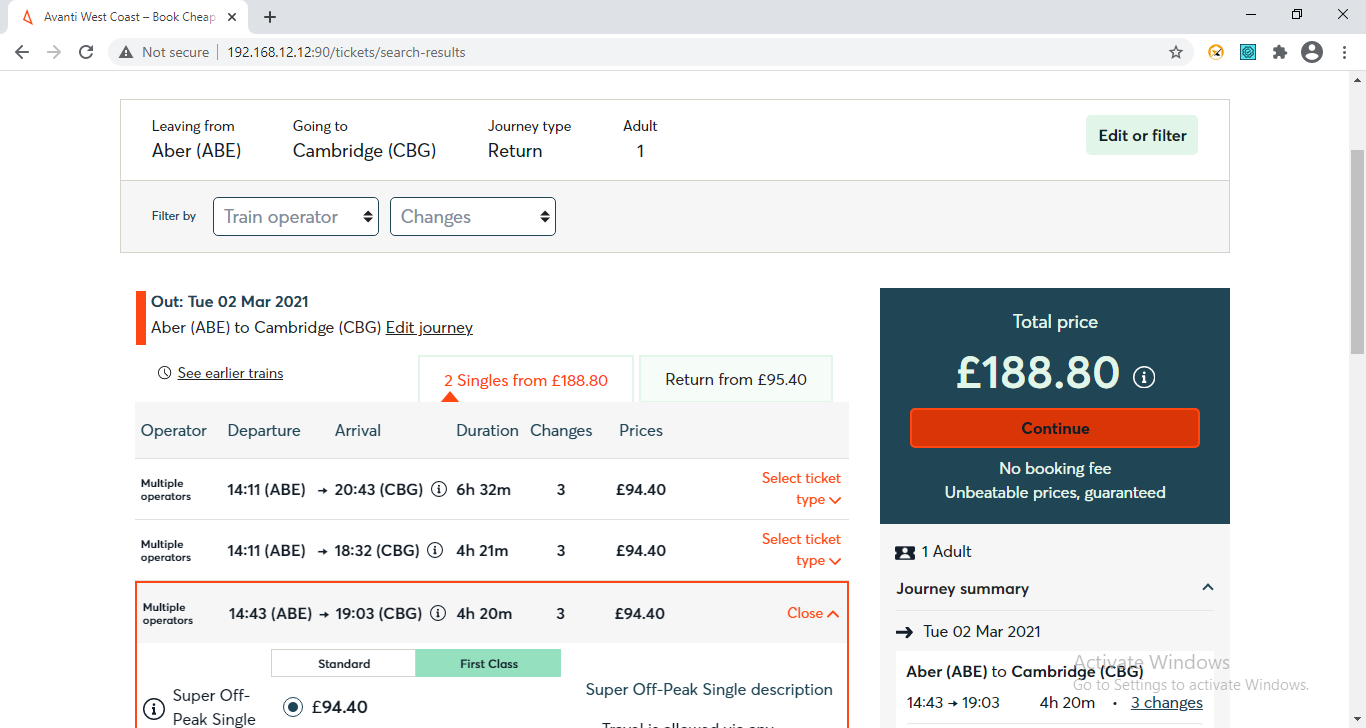 Avanti West Coast – Book Cheap
Not secure
192.168.12.12:90/tickets/search-results
Leaving from Going to Journey type Adult
Aber (ABE) Cambridge (CBG) Return 1
Edit or filter
Filter by Train operator Changes
Out: Tue 02 Mar 2021
Aber (ABE) to Cambridge (CBG) Edit journey
See earlier trains
2 Singles from £188.80
Return from £95.40
Operator Departure Arrival Duration Changes Prices
Multiple operators 14:11 (ABE) → 20:43 (CBG) 6h 32m 3 £94.40 Select ticket type
Multiple operators 14:11 (ABE) → 18:32 (CBG) 4h 21m 3 £94.40 Select ticket type
Multiple operators 14:43 (ABE) → 19:03 (CBG) 4h 20m 3 £94.40 Close
Standard First Class
Super Off-
Peak Single
£94.40
Super Off-Peak Single description
Travel is allowed via any
Total price
£188.80
Continue
No booking fee
Unbeatable prices, guaranteed
1 Adult
Journey summary
→ Tue 02 Mar 2021
Aber (ABE) to Cambridge (CBG)
14:43 → 19:03 4h 20m · 3 changes
Activate Windows
Go to Settings to activate Windows.